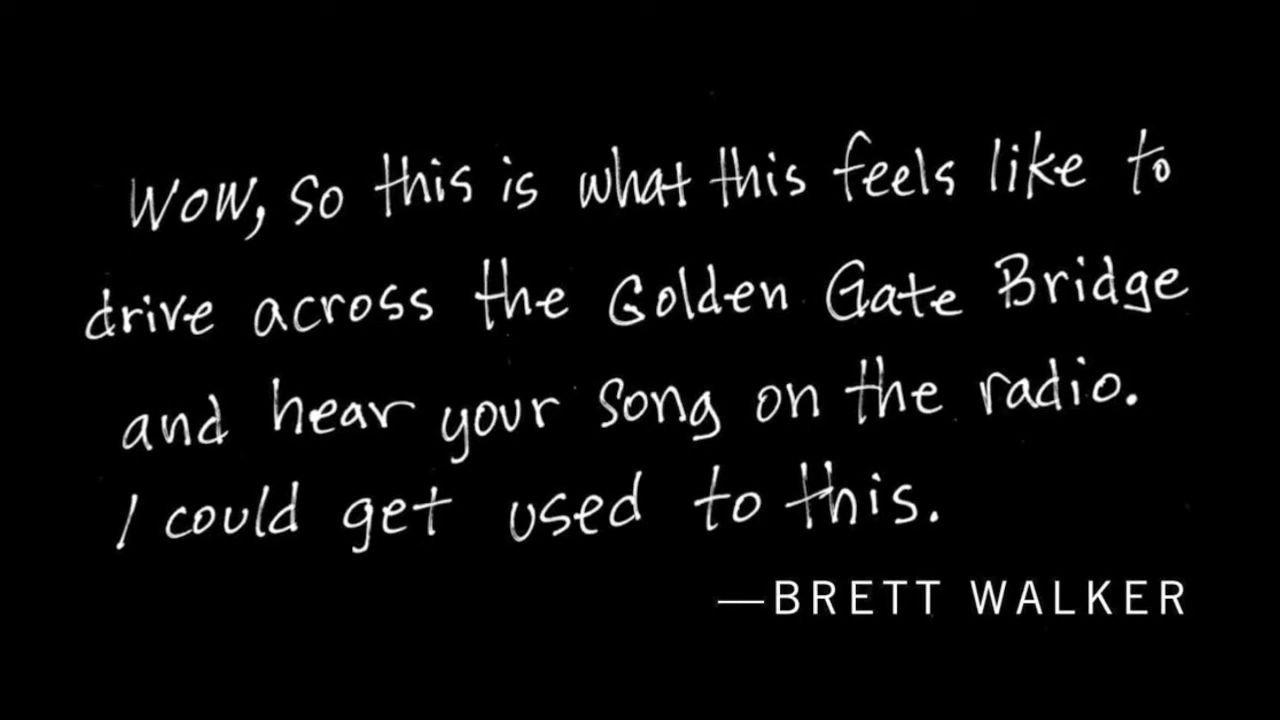 Wow, so this is what this feels like to
drive across the Golden Gate Bridge
and hear your song on the radio.
I could get used to this.
—BRETT WALKER